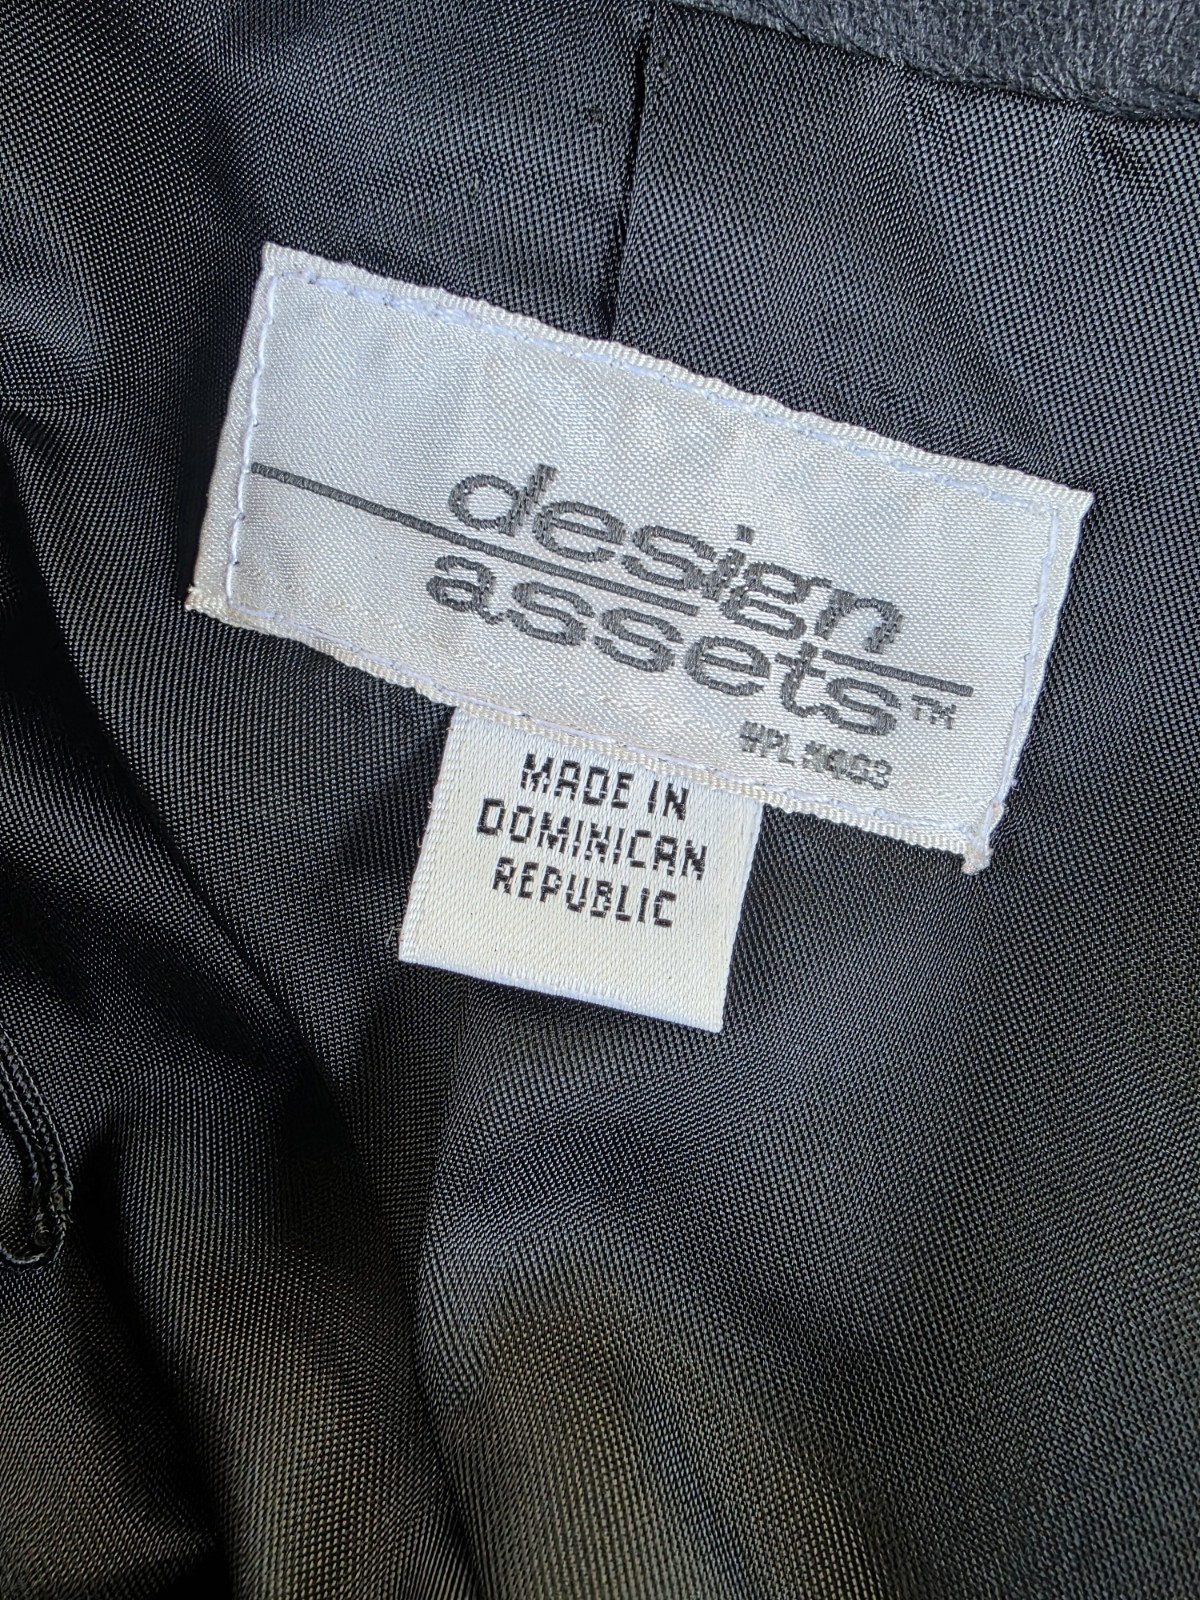 design
assets™
MADE IN
DOMINICAN
REPUBLIC